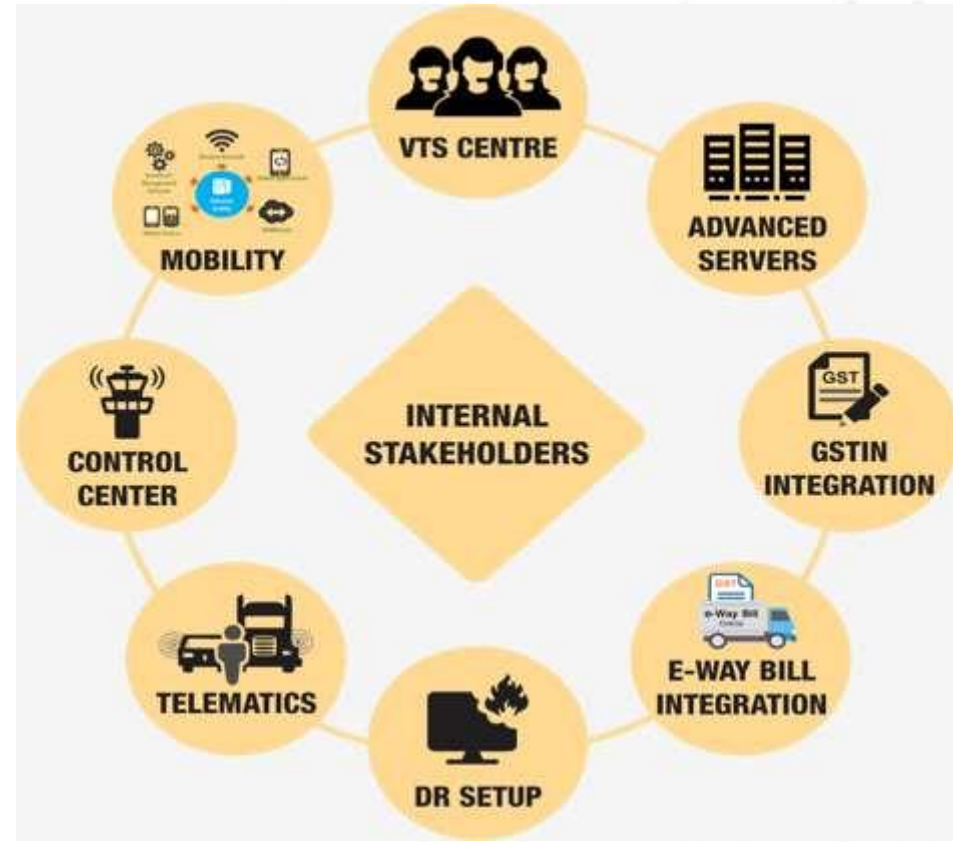 VTS CENTRE
ADVANCED
SERVERS
GST
GSTIN
INTEGRATION
GST
e-Way Bill
E-WAY BILL
INTEGRATION
DR SETUP
TELEMATICS
CONTROL
CENTER
MOBILITY
INTERNAL
STAKEHOLDERS